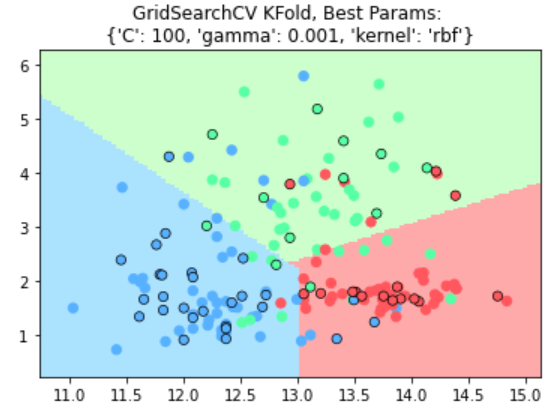 GridSearchCV KFold, Best Params:
{'C': 100, 'gamma': 0.001, 'kernel': 'rbf'}
6
5
4
3
2
1
11.0 11.5 12.0 12.5 13.0 13.5 14.0 14.5 15.0